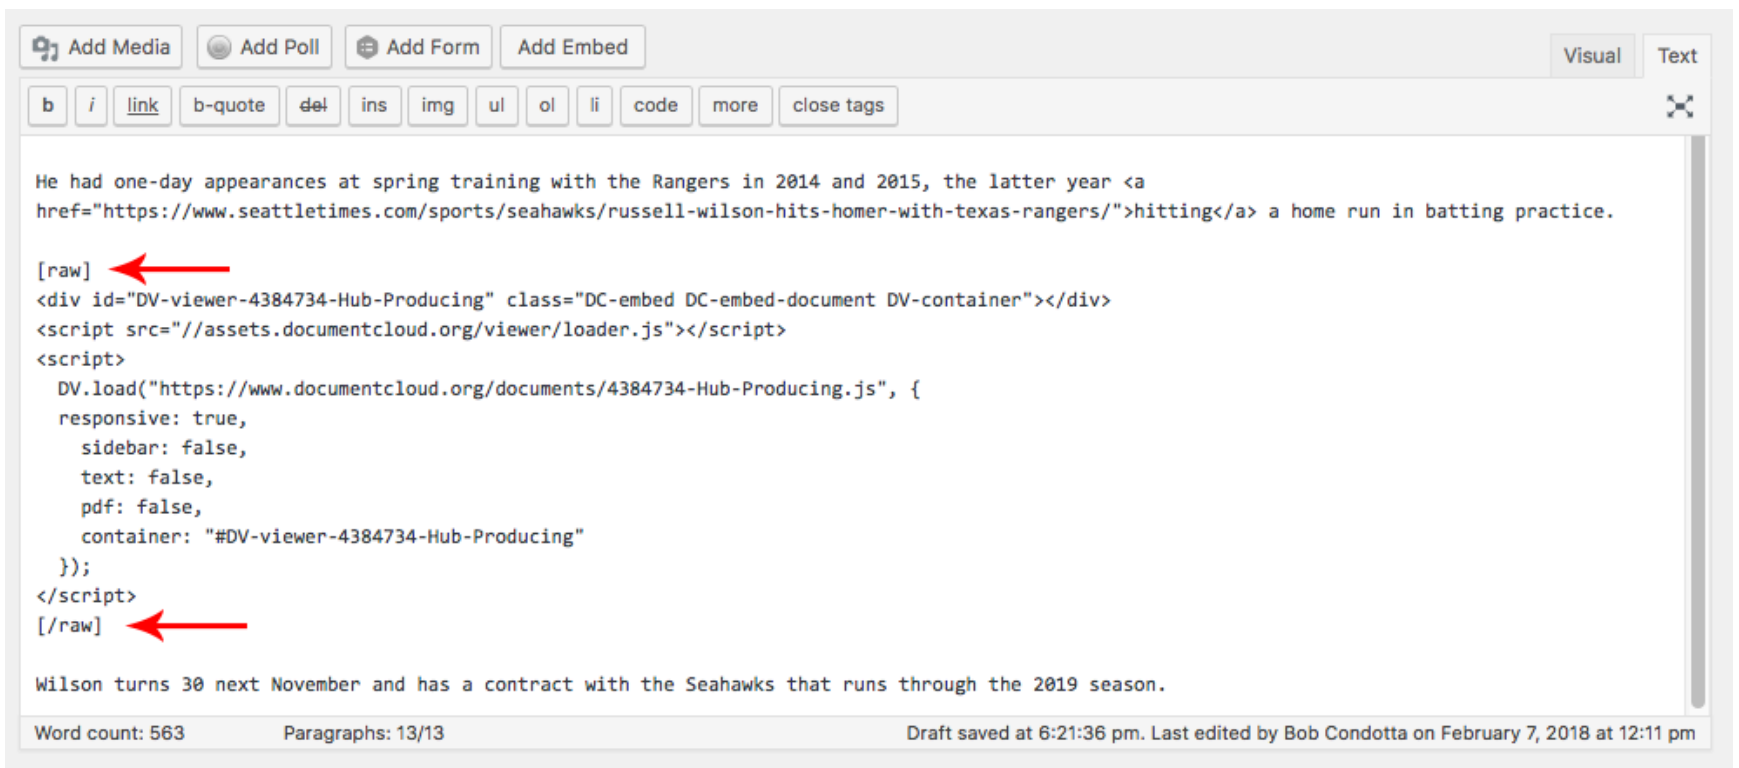 Add Media Add Poll Add Form Add Embed Visual Text
b i link b-quote del ins img ul ol li code more close tags
He had one-day appearances at spring training with the Rangers in 2014 and 2015, the latter year <a
href="https://www.seattletimes.com/sports/seahawks/russell-wilson-hits-homer-with-texas-rangers/">hitting</a> a home run in batting practice.
[raw]
<div id="DV-viewer-4384734-Hub-Producing" class="DC-embed DC-embed-document DV-container"></div>
<script src="//assets.documentcloud.org/viewer/loader.js"></script>
<script>
DV.load("https://www.documentcloud.org/documents/4384734-Hub-Producing.js", {
responsive: true,
sidebar: false,
text: false,
pdf: false,
container: "#DV-viewer-4384734-Hub-Producing"
});
</script>
[/raw]
Wilson turns 30 next November and has a contract with the Seahawks that runs through the 2019 season.
Word count: 563 Paragraphs: 13/13 Draft saved at 6:21:36 pm. Last edited by Bob Condotta on February 7, 2018 at 12:11 pm